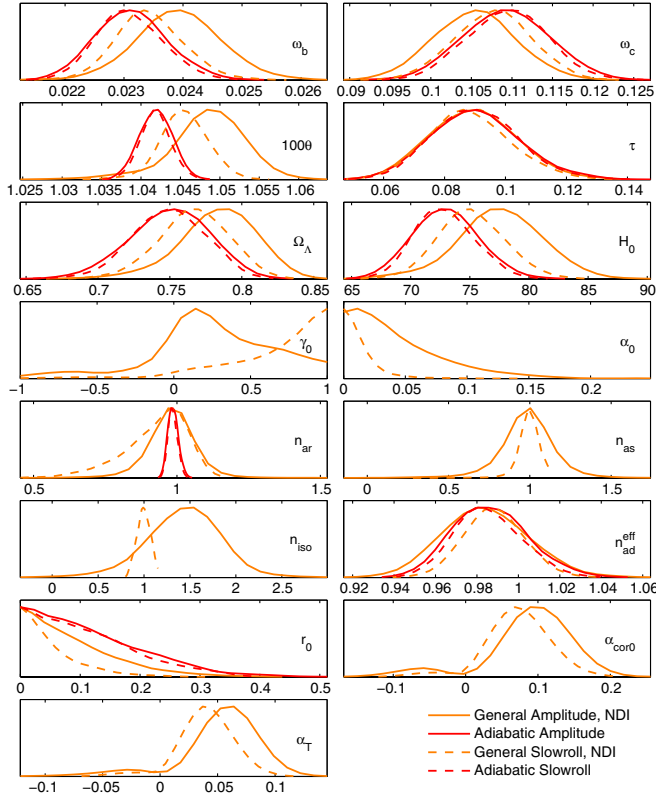 ω_b
0.022 0.023 0.024 0.025 0.026
ω_c
0.09 0.095 0.1 0.105 0.11 0.115 0.12 0.125
100θ
1.025 1.03 1.035 1.04 1.045 1.05 1.055 1.06
τ
0.06 0.08 0.1 0.12 0.14
Ω_Λ
0.65 0.7 0.75 0.8 0.85
H_0
65 70 75 80 85 90
γ_0
−1 −0.5 0 0.5 1
α_0
0 0.05 0.1 0.15 0.2
n_ar
0.5 1 1.5
n_as
0 0.5 1 1.5
n_iso
0 0.5 1 1.5 2 2.5
n_ad^eff
0.92 0.94 0.96 0.98 1 1.02 1.04 1.06
r_0
0 0.1 0.2 0.3 0.4 0.5
α_cor0
−0.1 0 0.1 0.2
α_T
−0.1 −0.05 0 0.05 0.1
General Amplitude, NDI
Adiabatic Amplitude
General Slowroll, NDI
Adiabatic Slowroll